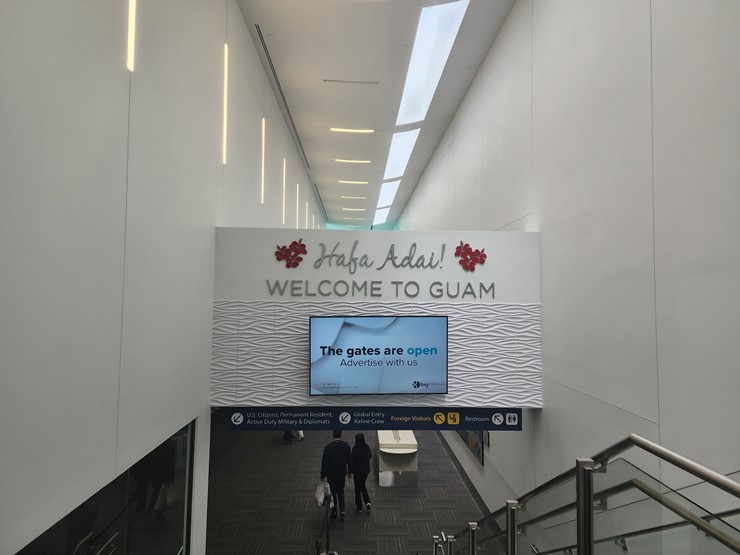 Hafa Adai!
WELCOME TO GUAM
The gates are open
Advertise with us
U.S. Citizens, Permanent Resident,
Active Duty Military & Diplomats
Global Entry
Airline Crew
Foreign Visitors
Restroom